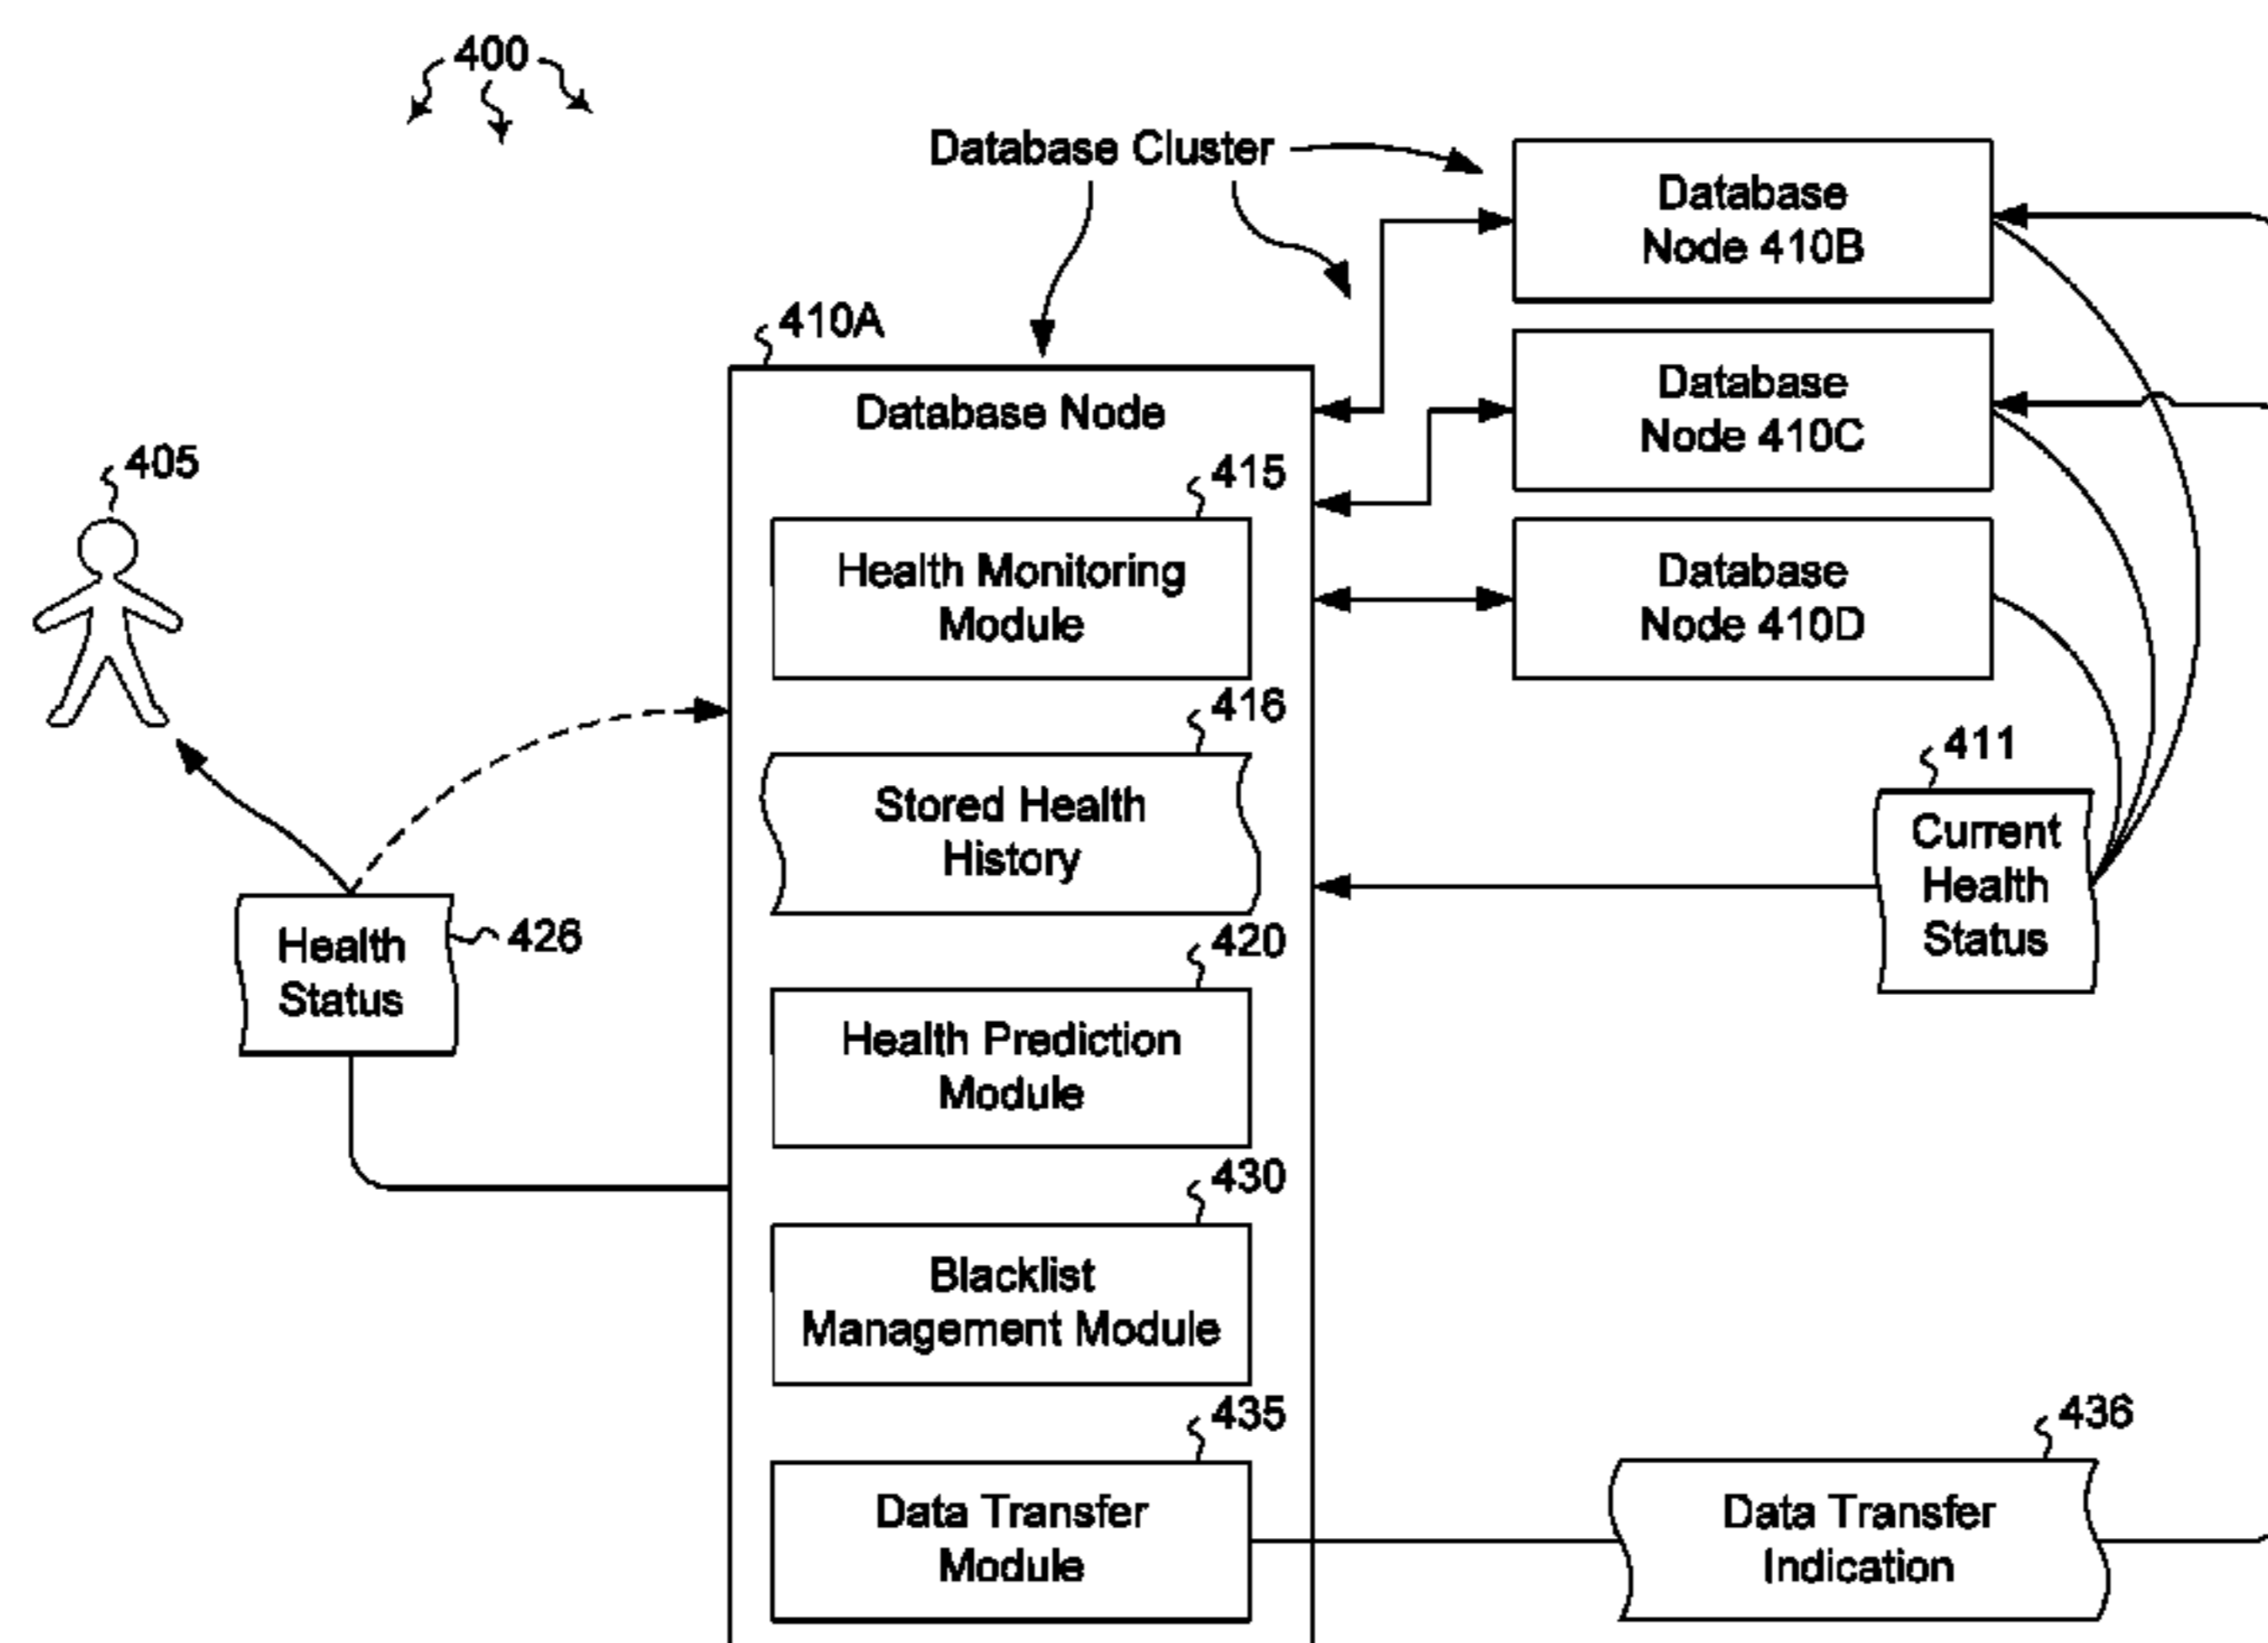 400
Database Cluster
Database
Node 410B
410A
Database Node
Database
Node 410C
405
415
Health Monitoring
Module
Database
Node 410D
416
Stored Health
History
411
Current
Health
Status
Health
Status
426
420
Health Prediction
Module
430
Blacklist
Management Module
435
Data Transfer
Module
436
Data Transfer
Indication